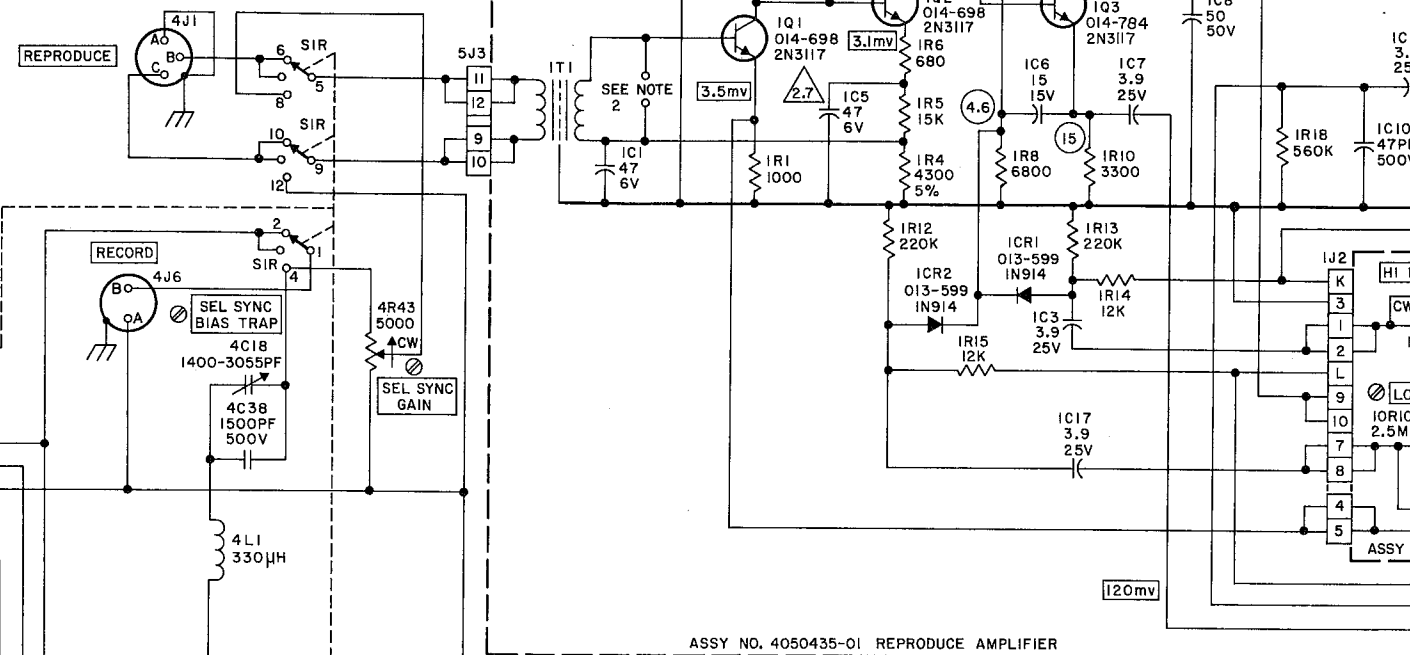 4J1
A
B
C
REPRODUCE
6
SIR
5
8
10
SIR
9
12
2
1
SIR
4
RECORD
4J6
B
A
SEL SYNC
BIAS TRAP
4C18
1400-3055PF
4C38
1500PF
500V
4R43
5000
CW
SEL SYNC
GAIN
4L1
330µH
5J3
11
12
9
10
1T1
SEE NOTE
2
1C1
47
6V
1Q1
014-698
2N3117
3.5mv
2.7
1R1
1000
1C5
47
6V
014-698
2N3117
3.1mv
1R6
680
1R5
15K
1R4
4300
5%
1Q3
014-784
2N3117
1C6
15
15V
1C7
3.9
25V
4.6
15
1R8
6800
1R10
3300
50
50V
1R18
560K
1C10
1R12
220K
1CR1
013-599
1N914
1R13
220K
1CR2
013-599
1N914
1R14
12K
1C3
3.9
25V
1R15
12K
1C17
3.9
25V
1J2
K
3
1
2
L
9
10
7
8
4
5
HI
CW
ASSY
120mv
ASSY NO. 4050435-01 REPRODUCE AMPLIFIER